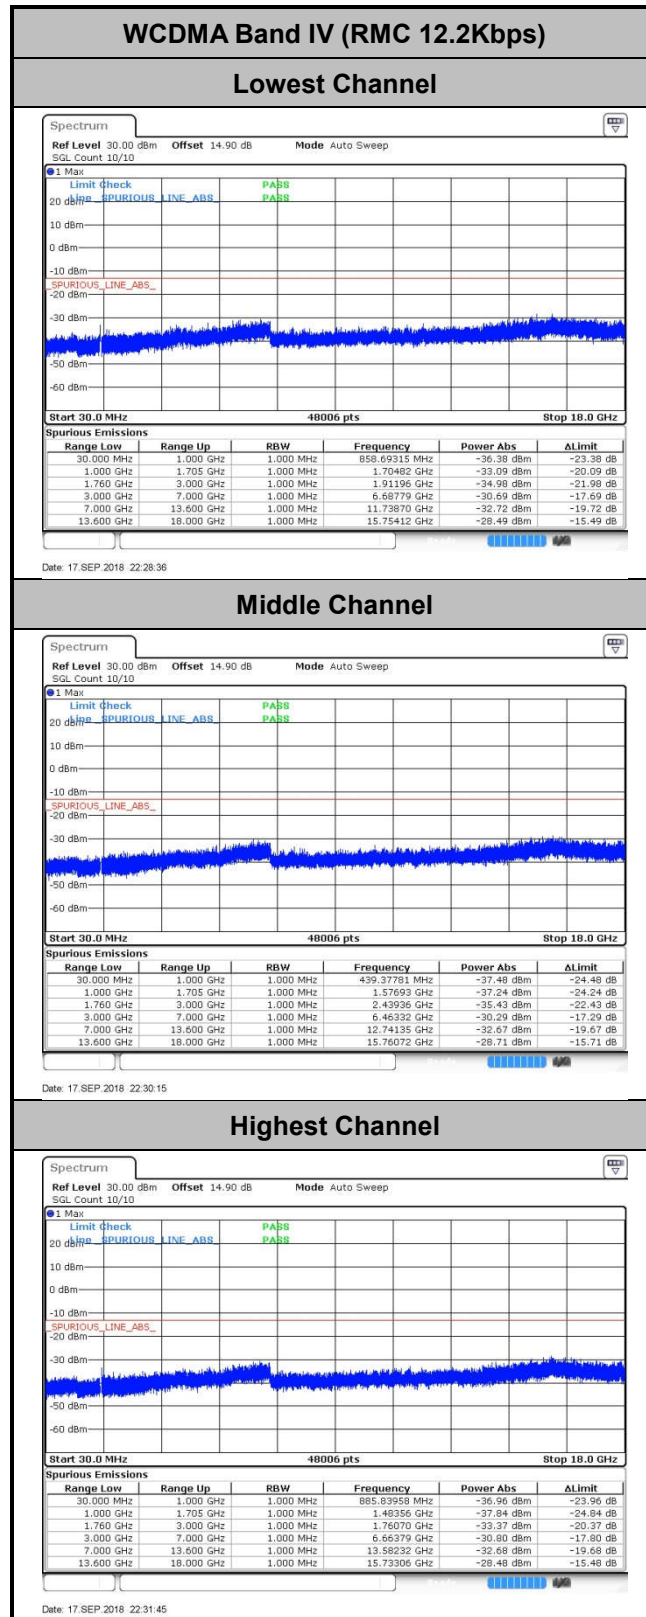 WCDMA Band IV (RMC 12.2Kbps)
Lowest Channel
Spectrum
Ref Level 30.00 dBm Offset 14.90 dB Mode Auto Sweep
SGL Count 10/10
1 Max
Limit Check PASS
20 dBm Line _SPURIOUS_LINE_ABS_ PASS
10 dBm
0 dBm
-10 dBm
_SPURIOUS_LINE_ABS_
-20 dBm
-30 dBm
-50 dBm
-60 dBm
Start 30.0 MHz 48006 pts Stop 18.0 GHz
Spurious Emissions
Range Low Range Up RBW Frequency Power Abs ΔLimit
30.000 MHz 1.000 GHz 1.000 MHz 858.69315 MHz -36.38 dBm -23.38 dB
1.000 GHz 1.705 GHz 1.000 MHz 1.70482 GHz -33.09 dBm -20.09 dB
1.760 GHz 3.000 GHz 1.000 MHz 1.91196 GHz -34.98 dBm -21.98 dB
3.000 GHz 7.000 GHz 1.000 MHz 6.68779 GHz -30.69 dBm -17.69 dB
7.000 GHz 13.600 GHz 1.000 MHz 11.73870 GHz -32.72 dBm -19.72 dB
13.600 GHz 18.000 GHz 1.000 MHz 15.75412 GHz -28.49 dBm -15.49 dB
Date: 17.SEP.2018 22:28:36
Middle Channel
Spectrum
Ref Level 30.00 dBm Offset 14.90 dB Mode Auto Sweep
SGL Count 10/10
1 Max
Limit Check PASS
20 dBm Line _SPURIOUS_LINE_ABS_ PASS
10 dBm
0 dBm
-10 dBm
_SPURIOUS_LINE_ABS_
-20 dBm
-30 dBm
-50 dBm
-60 dBm
Start 30.0 MHz 48006 pts Stop 18.0 GHz
Spurious Emissions
Range Low Range Up RBW Frequency Power Abs ΔLimit
30.000 MHz 1.000 GHz 1.000 MHz 439.37781 MHz -37.48 dBm -24.48 dB
1.000 GHz 1.705 GHz 1.000 MHz 1.57693 GHz -37.24 dBm -24.24 dB
1.760 GHz 3.000 GHz 1.000 MHz 2.43936 GHz -35.43 dBm -22.43 dB
3.000 GHz 7.000 GHz 1.000 MHz 6.46332 GHz -30.29 dBm -17.29 dB
7.000 GHz 13.600 GHz 1.000 MHz 12.74135 GHz -32.67 dBm -19.67 dB
13.600 GHz 18.000 GHz 1.000 MHz 15.76072 GHz -28.71 dBm -15.71 dB
Date: 17.SEP.2018 22:30:15
Highest Channel
Spectrum
Ref Level 30.00 dBm Offset 14.90 dB Mode Auto Sweep
SGL Count 10/10
1 Max
Limit Check PASS
20 dBm Line _SPURIOUS_LINE_ABS_ PASS
10 dBm
0 dBm
-10 dBm
_SPURIOUS_LINE_ABS_
-20 dBm
-30 dBm
-50 dBm
-60 dBm
Start 30.0 MHz 48006 pts Stop 18.0 GHz
Spurious Emissions
Range Low Range Up RBW Frequency Power Abs ΔLimit
30.000 MHz 1.000 GHz 1.000 MHz 885.83958 MHz -36.96 dBm -23.96 dB
1.000 GHz 1.705 GHz 1.000 MHz 1.48356 GHz -37.84 dBm -24.84 dB
1.760 GHz 3.000 GHz 1.000 MHz 1.76070 GHz -33.37 dBm -20.37 dB
3.000 GHz 7.000 GHz 1.000 MHz 6.66379 GHz -30.80 dBm -17.80 dB
7.000 GHz 13.600 GHz 1.000 MHz 13.58232 GHz -32.68 dBm -19.68 dB
13.600 GHz 18.000 GHz 1.000 MHz 15.73306 GHz -28.48 dBm -15.48 dB
Date: 17.SEP.2018 22:31:45